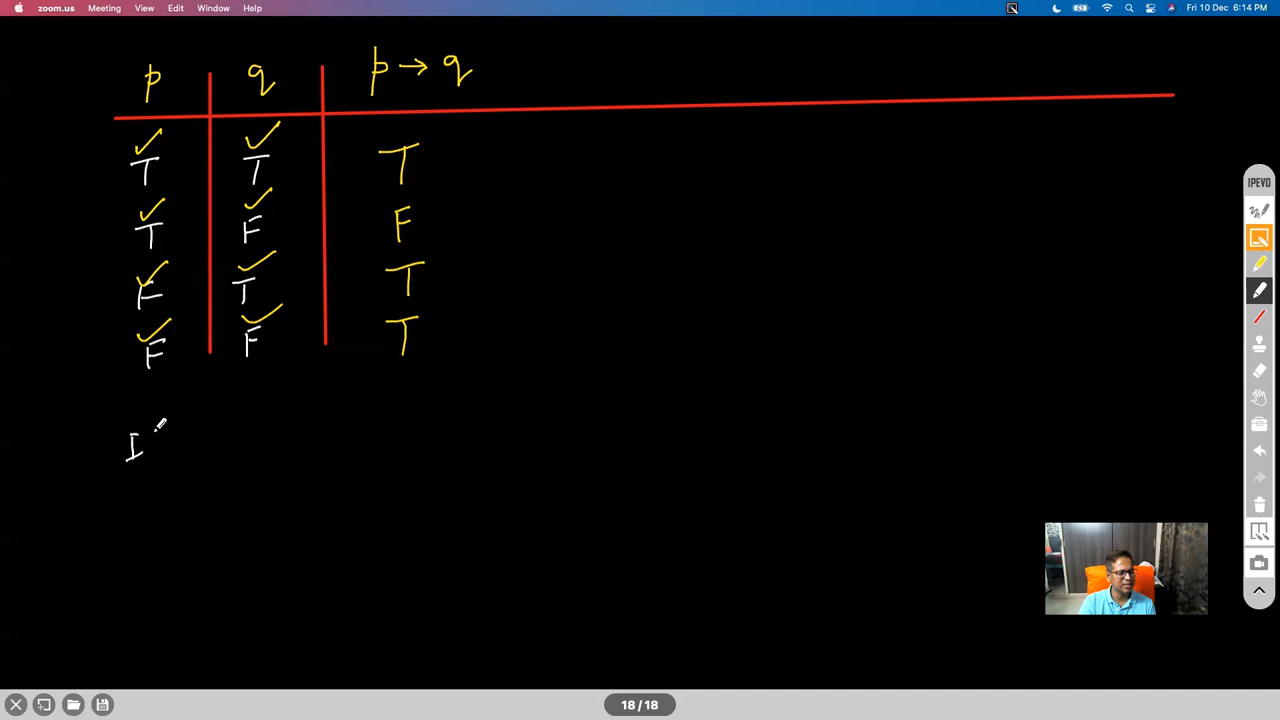 zoom.us Meeting View Edit Window Help Fri 10 Dec 6:14 PM
p q p → q
T T T
T F F
F T T
F F T
I
IPEVO
18 / 18